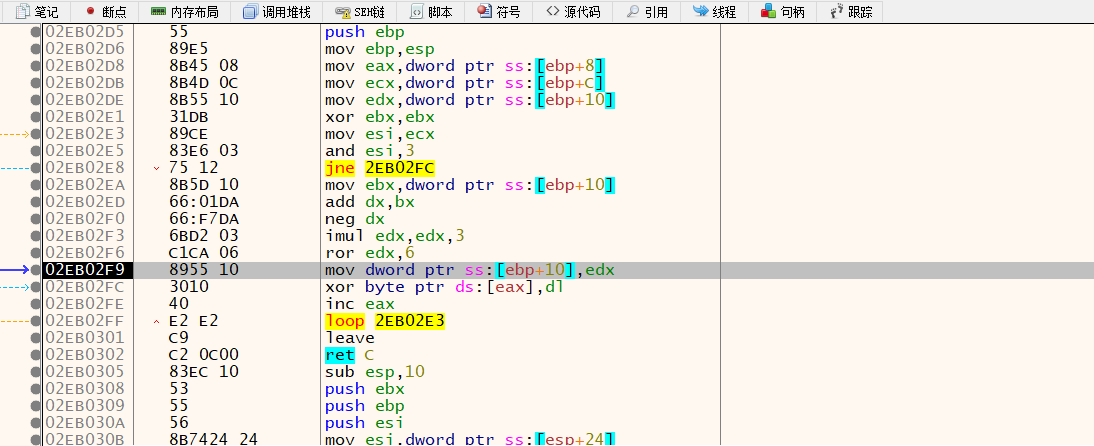 笔记 断点 内存布局 调用堆栈 SEH链 脚本 符号 源代码 引用 线程 句柄 跟踪
02EB02D5 55 push ebp
02EB02D6 89E5 mov ebp,esp
02EB02D8 8B45 08 mov eax,dword ptr ss:[ebp+8]
02EB02DB 8B4D 0C mov ecx,dword ptr ss:[ebp+C]
02EB02DE 8B55 10 mov edx,dword ptr ss:[ebp+10]
02EB02E1 31DB xor ebx,ebx
02EB02E3 89CE mov esi,ecx
02EB02E5 83E6 03 and esi,3
02EB02E8 75 12 jne 2EB02FC
02EB02EA 8B5D 10 mov ebx,dword ptr ss:[ebp+10]
02EB02ED 66:01DA add dx,bx
02EB02F0 66:F7DA neg dx
02EB02F3 6BD2 03 imul edx,edx,3
02EB02F6 C1CA 06 ror edx,6
02EB02F9 8955 10 mov dword ptr ss:[ebp+10],edx
02EB02FC 3010 xor byte ptr ds:[eax],dl
02EB02FE 40 inc eax
02EB02FF E2 E2 loop 2EB02E3
02EB0301 C9 leave
02EB0302 C2 0C00 ret C
02EB0305 83EC 10 sub esp,10
02EB0308 53 push ebx
02EB0309 55 push ebp
02EB030A 56 push esi
02EB030B 8B7424 24 mov esi,dword ptr ss:[esp+24]